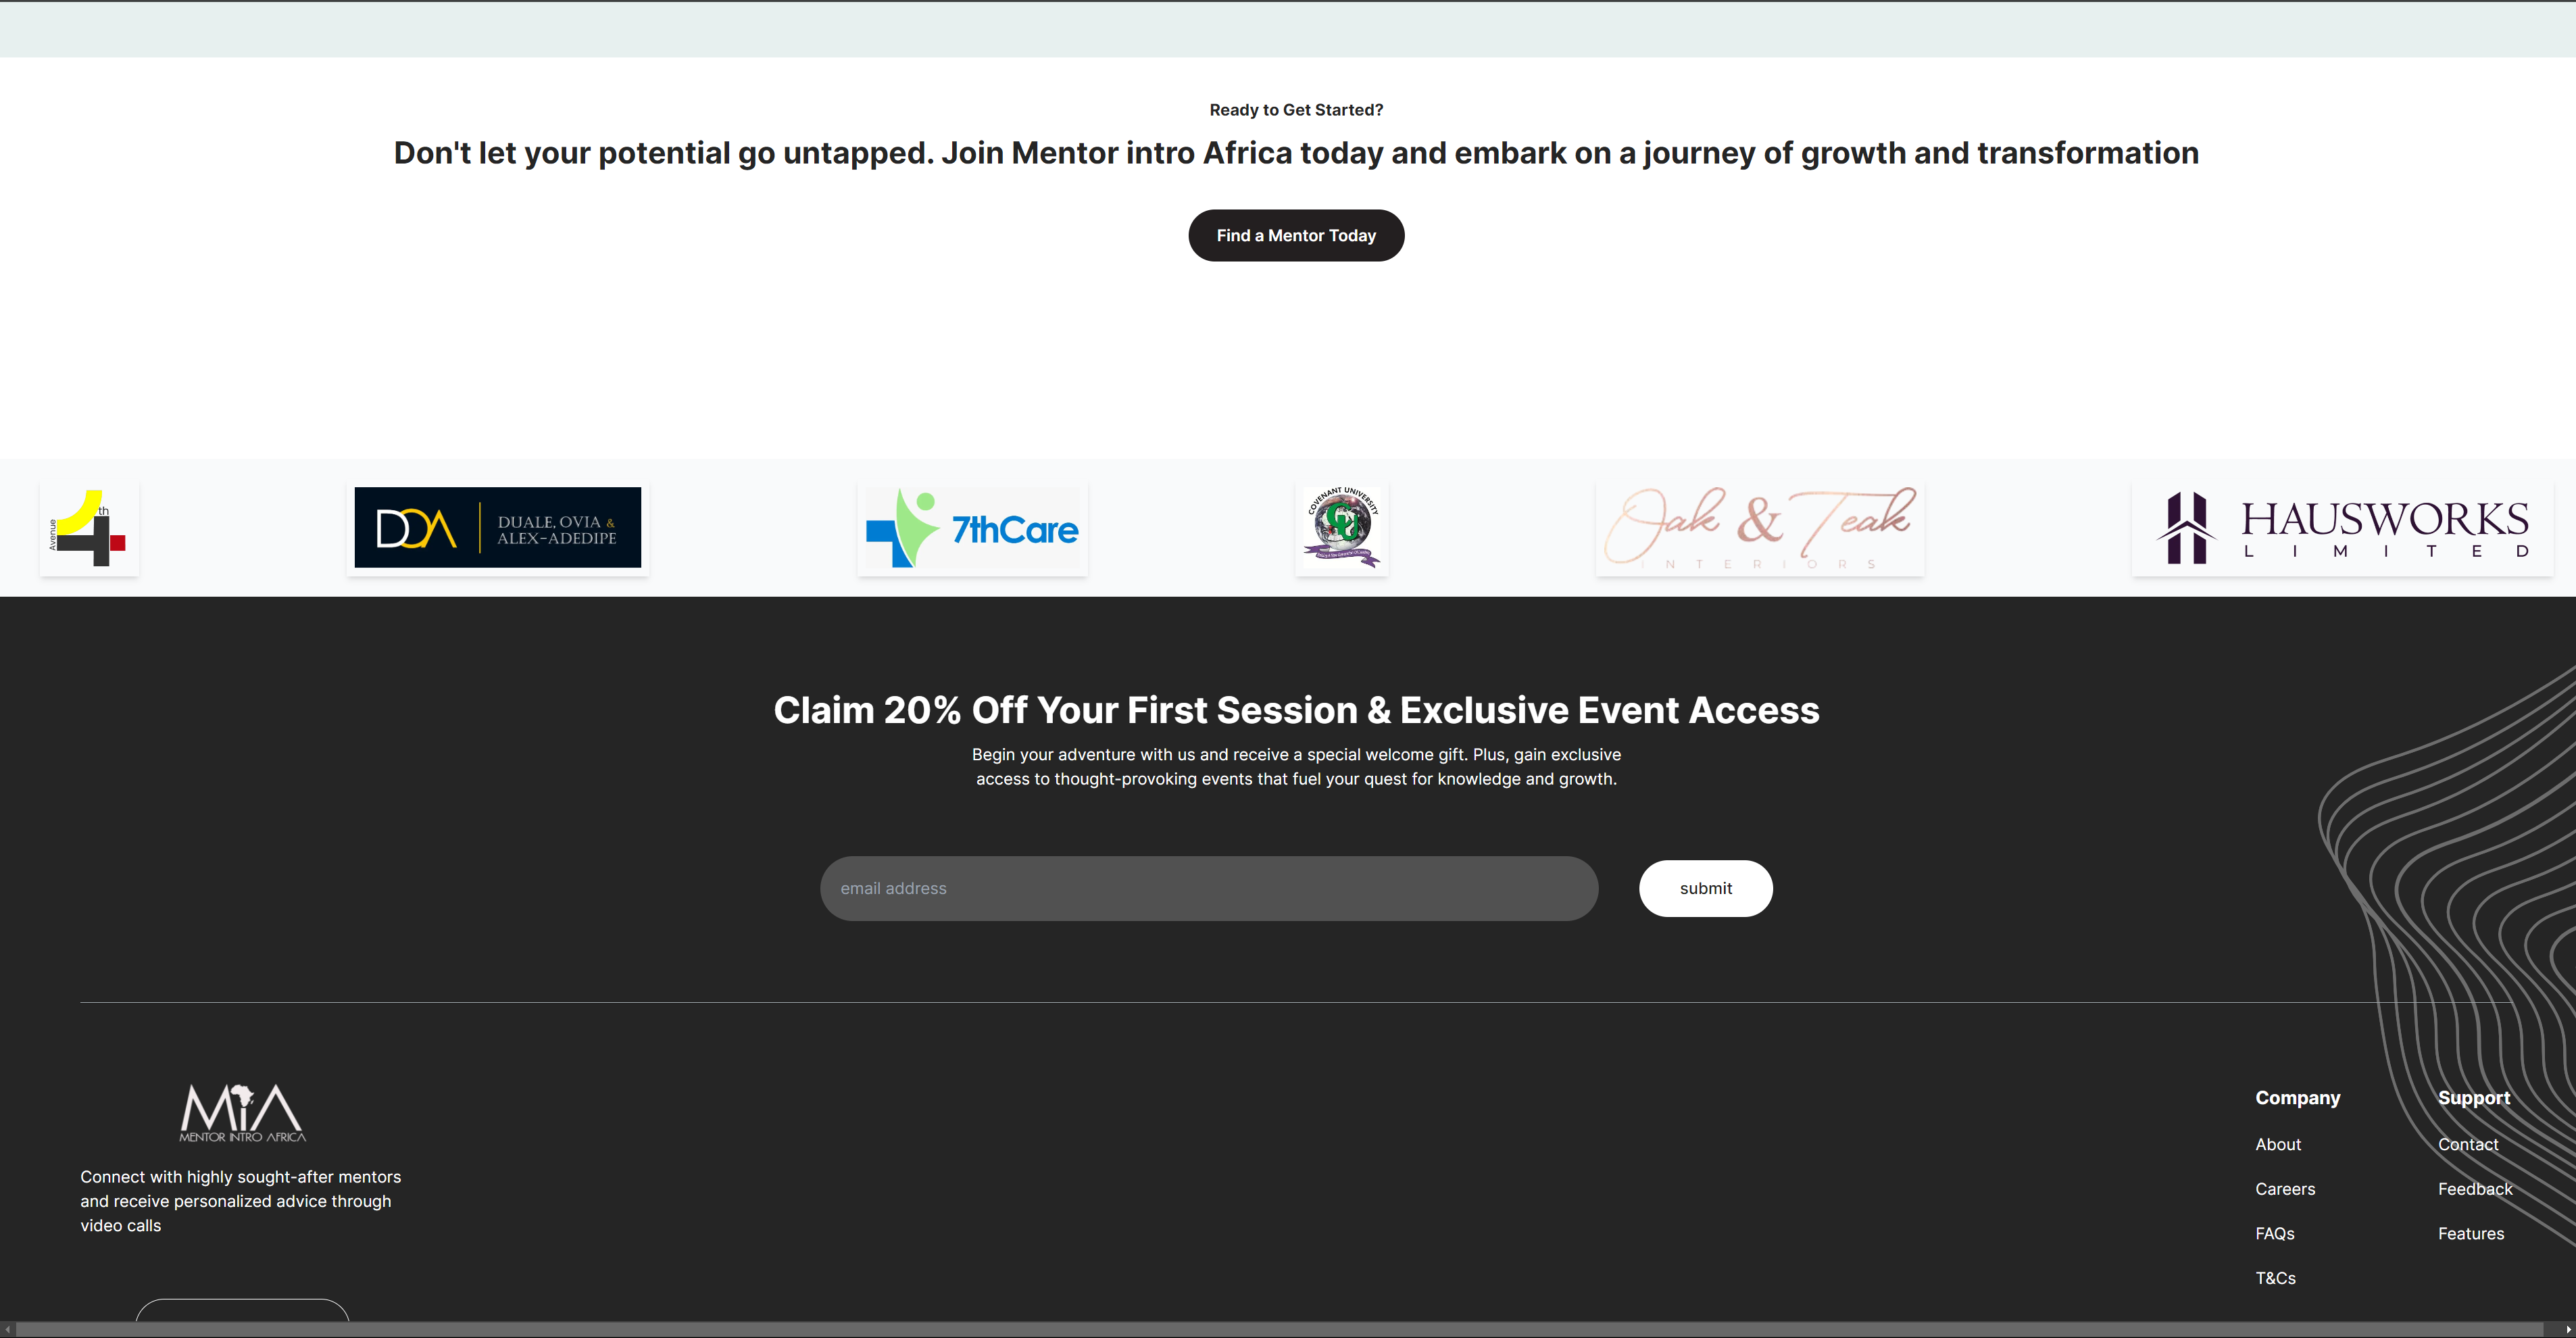 Ready to Get Started?
Don't let your potential go untapped. Join Mentor intro Africa today and embark on a journey of growth and transformation
Find a Mentor Today
Avenue
4th
DOA
DUALE, OVIA &
ALEX-ADEDIPE
7thCare
COVENANT UNIVERSITY
CU
Oak & Teak
INTERIORS
HAUSWORKS
LIMITED
Claim 20% Off Your First Session & Exclusive Event Access
Begin your adventure with us and receive a special welcome gift. Plus, gain exclusive
access to thought-provoking events that fuel your quest for knowledge and growth.
email address
submit
MiA
MENTOR INTRO AFRICA
Connect with highly sought-after mentors
and receive personalized advice through
video calls
Company
About
Careers
FAQs
T&Cs
Support
Contact
Feedback
Features